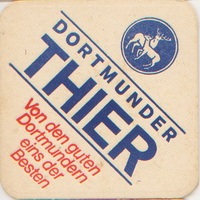 DORTMUNDER
THIER
Von den guten
Dortmundern
eins der
Besten